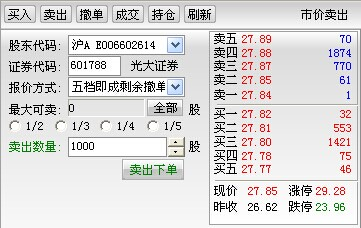 买入 卖出 撤单 成交 持仓 刷新 市价卖出
股东代码: 沪A E006602614
证券代码: 601788 光大证券
报价方式: 五档即成剩余撤单
最大可卖: 0 全部 股
1/2 1/3 1/4 1/5
卖出数量: 1000 股
卖出下单
卖五 27.89 70
卖四 27.88 1874
卖三 27.87 770
卖二 27.85 61
卖一 27.84 1
买一 27.82 32
买二 27.81 553
买三 27.80 1421
买四 27.78 75
买五 27.77 46
现价 27.85 涨停 29.28
昨收 26.62 跌停 23.96